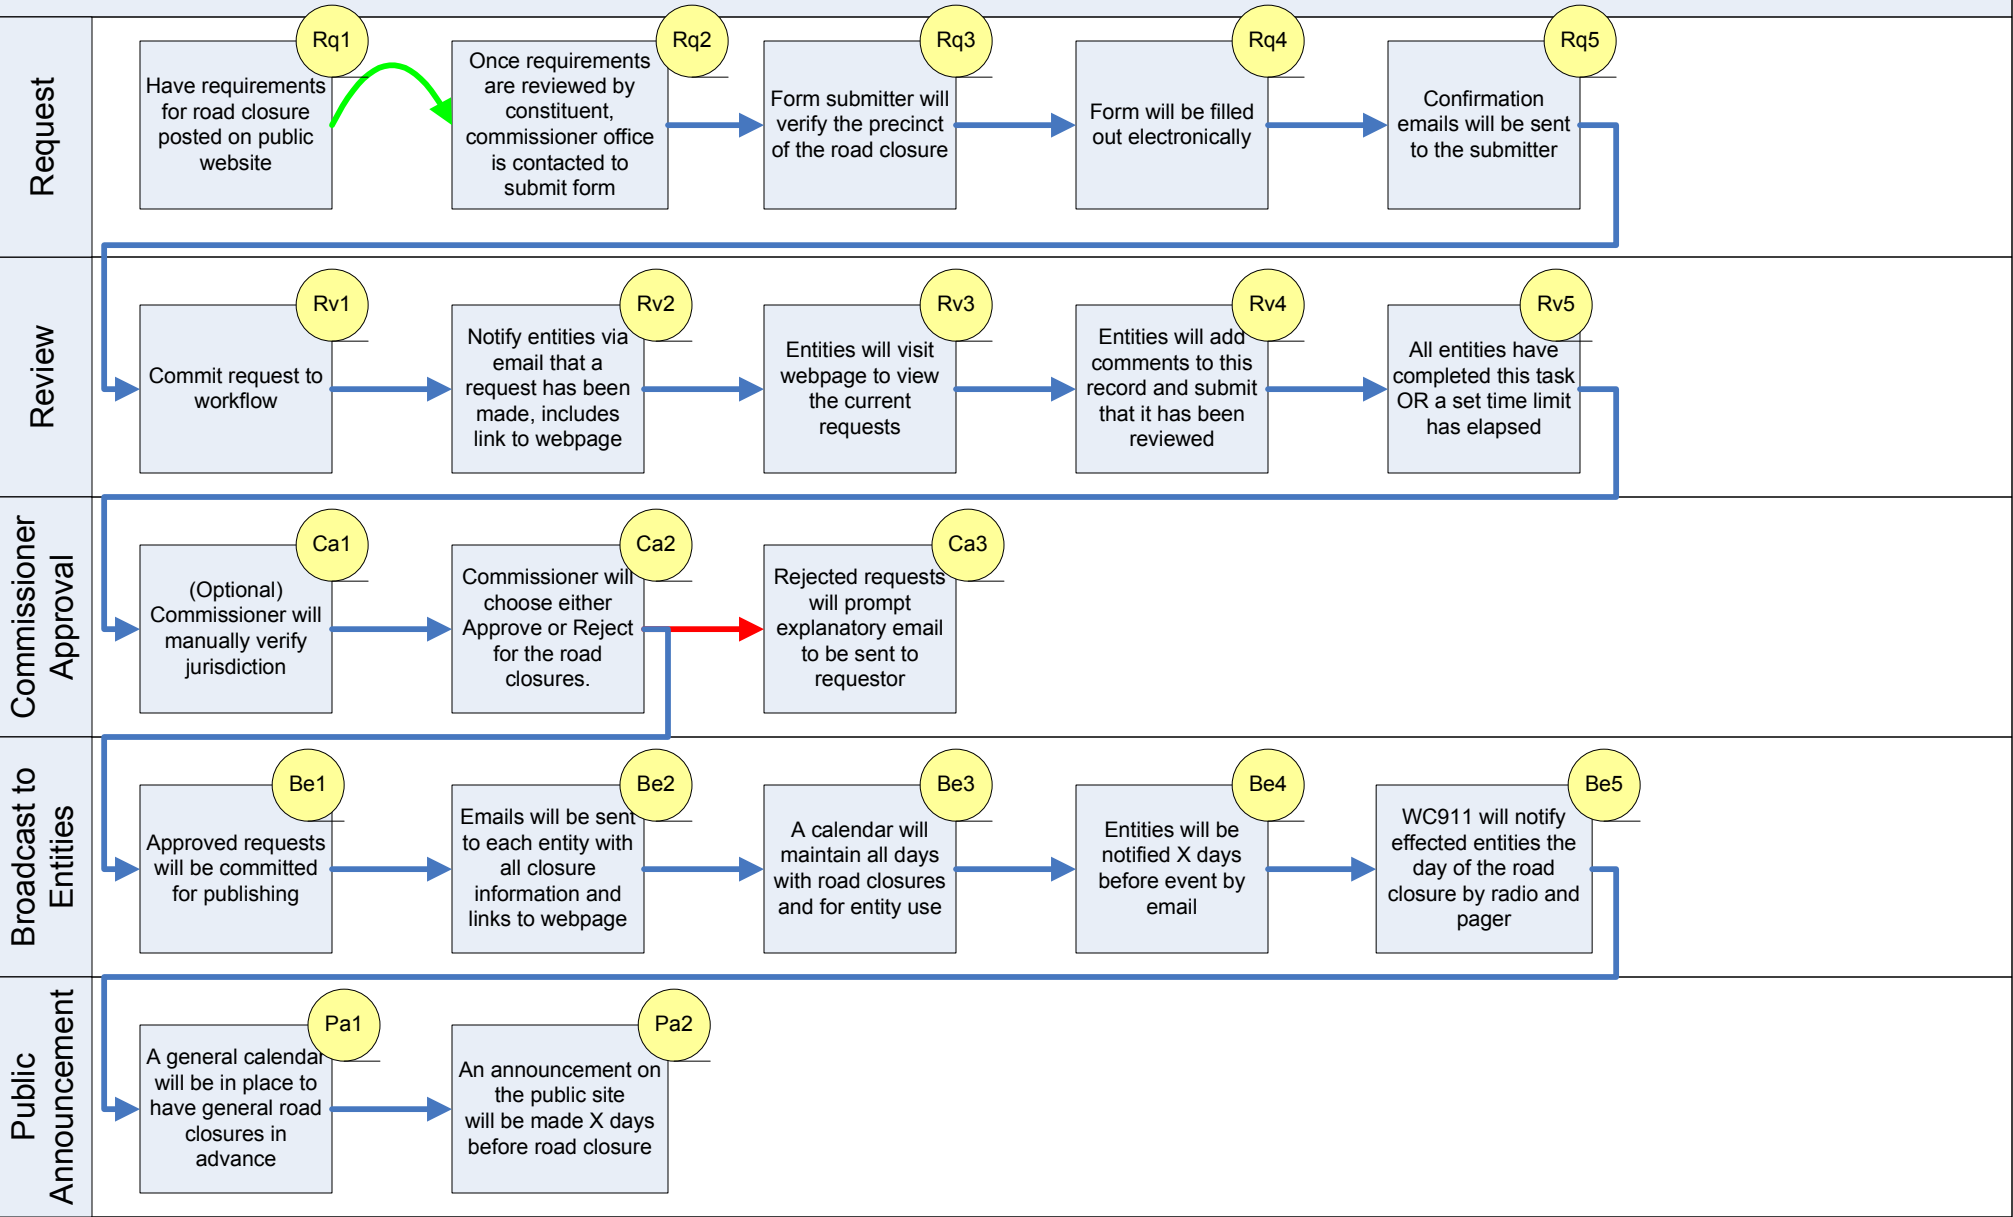 Request
Rq1
Have requirements
for road closure
posted on public
website
Rq2
Once requirements
are reviewed by
constituent,
commissioner office
is contacted to
submit form
Rq3
Form submitter will
verify the precinct
of the road closure
Rq4
Form will be filled
out electronically
Rq5
Confirmation
emails will be sent
to the submitter
Review
Rv1
Commit request to
workflow
Rv2
Notify entities via
email that a
request has been
made, includes
link to webpage
Rv3
Entities will visit
webpage to view
the current
requests
Rv4
Entities will add
comments to this
record and submit
that it has been
reviewed
Rv5
All entities have
completed this task
OR a set time limit
has elapsed
Commissioner
Approval
Ca1
(Optional)
Commissioner will
manually verify
jurisdiction
Ca2
Commissioner will
choose either
Approve or Reject
for the road
closures.
Ca3
Rejected requests
will prompt
explanatory email
to be sent to
requestor
Broadcast to
Entities
Be1
Approved requests
will be committed
for publishing
Be2
Emails will be sent
to each entity with
all closure
information and
links to webpage
Be3
A calendar will
maintain all days
with road closures
and for entity use
Be4
Entities will be
notified X days
before event by
email
Be5
WC911 will notify
effected entities the
day of the road
closure by radio and
pager
Public
Announcement
Pa1
A general calendar
will be in place to
have general road
closures in
advance
Pa2
An announcement on
the public site
will be made X days
before road closure